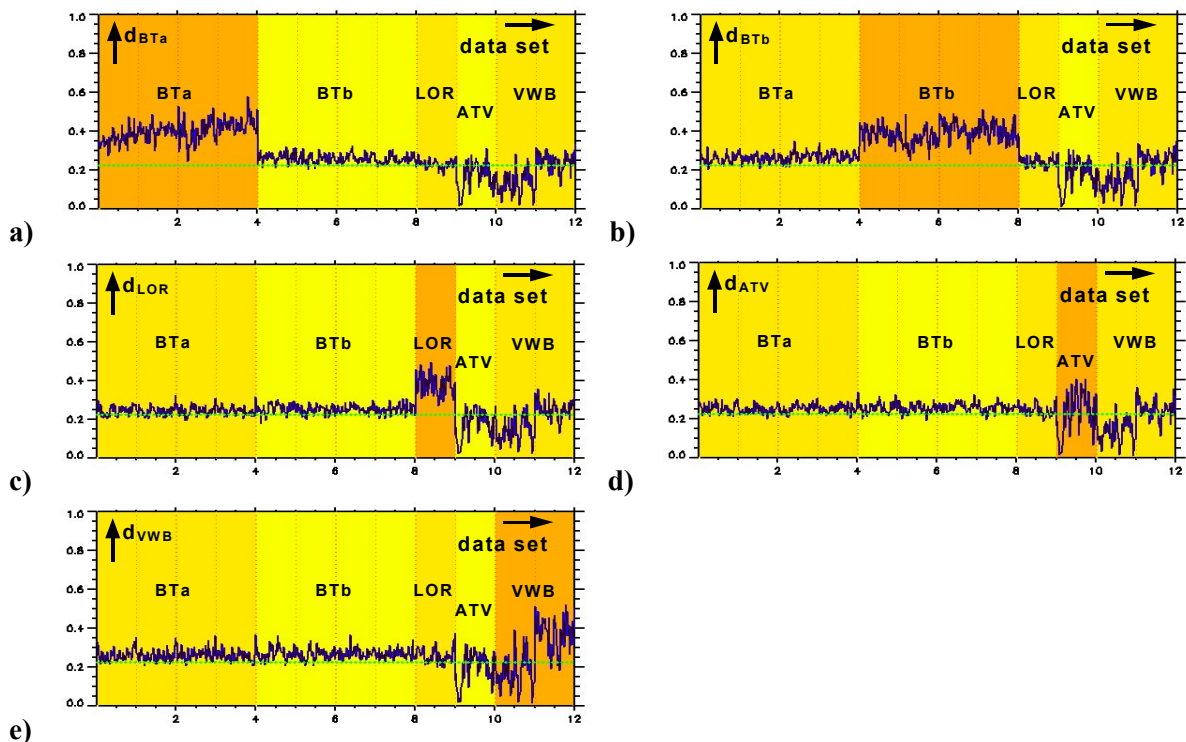 1.0
d BTa
data set
0.8
BTa
BTb
LOR
VWB
0.6
ATV
0.4
0.2
0.0
2 4 6 8 10 12
a)
1.0
d BTb
data set
0.8
BTa
BTb
LOR
VWB
0.6
ATV
0.4
0.2
0.0
2 4 6 8 10 12
b)
1.0
d LOR
data set
0.8
BTa
BTb
LOR
VWB
0.6
ATV
0.4
0.2
0.0
2 4 6 8 10 12
c)
1.0
d ATV
data set
0.8
BTa
BTb
LOR
VWB
0.6
ATV
0.4
0.2
0.0
2 4 6 8 10 12
d)
1.0
d VWB
data set
0.8
BTa
BTb
LOR
VWB
0.6
ATV
0.4
0.2
0.0
2 4 6 8 10 12
e)